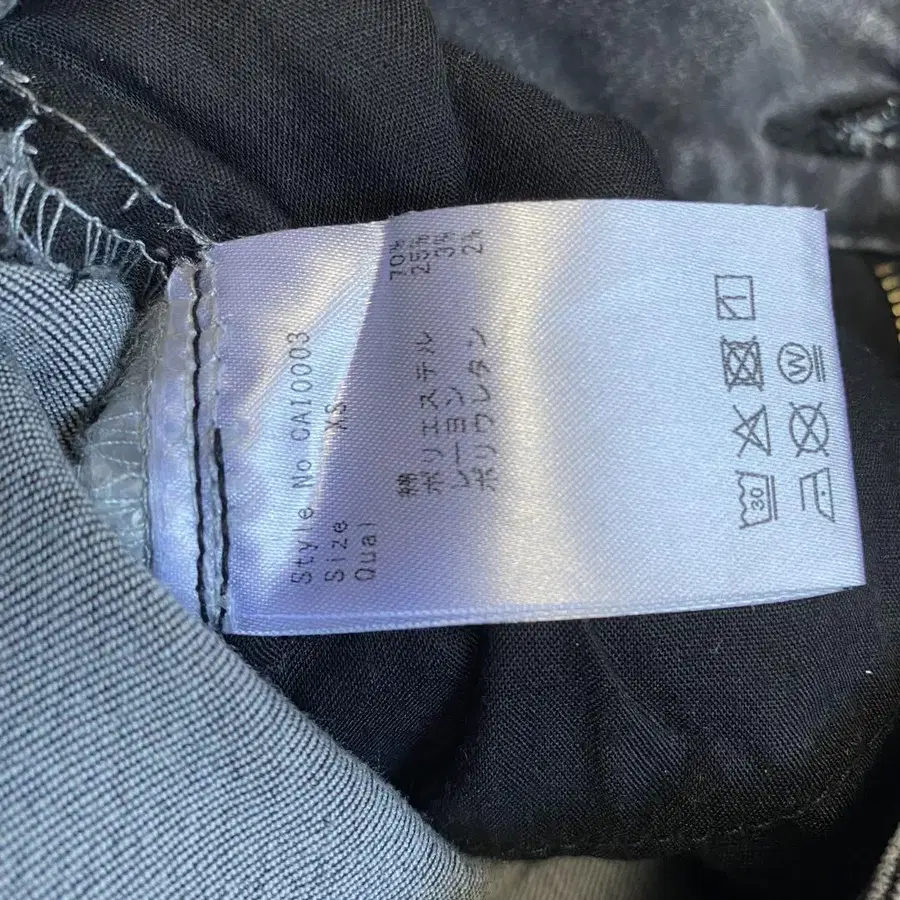 Style No CAI0003
Size XS
Qual
綿 70%
ポリエステル 25%
レーヨン 3%
ポリウレタン 2%
30
W